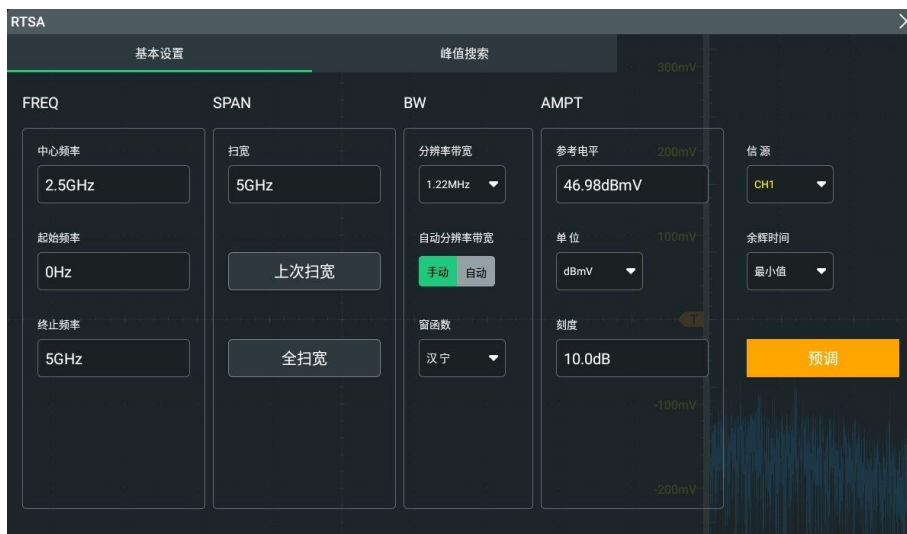 RTSA
基本设置
峰值搜索
300mV
FREQ
SPAN
BW
AMPT
中心频率
2.5GHz
起始频率
0Hz
终止频率
5GHz
扫宽
5GHz
上次扫宽
全扫宽
分辨率带宽
1.22MHz
自动分辨率带宽
手动 自动
窗函数
汉宁
参考电平
200mV
46.98dBmV
单位
100mV
dBmV
刻度
T
10.0dB
-100mV
-200mV
信源
CH1
余辉时间
最小值
预调